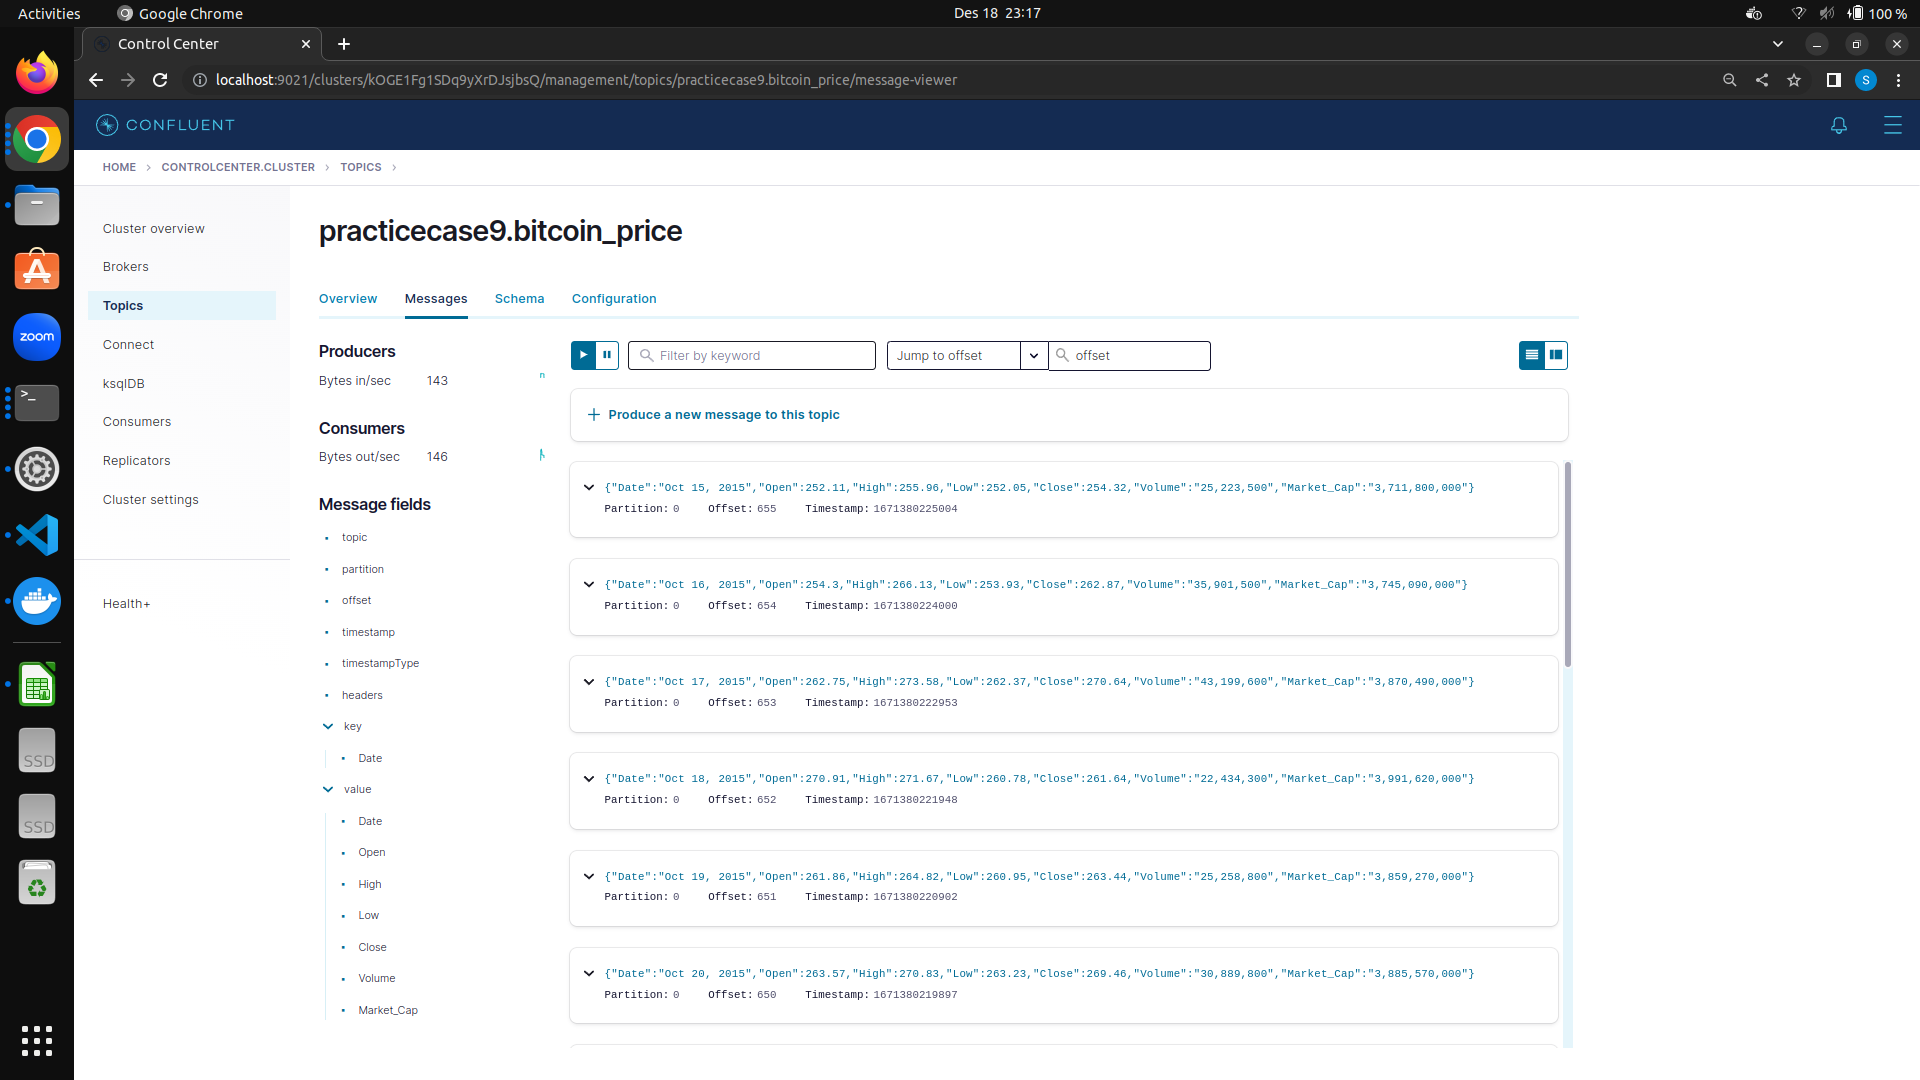 Activities
Google Chrome
Des 18 23:17
100 %
Control Center
localhost:9021/clusters/kOGE1Fg1SDq9yXrDJsjbsQ/management/topics/practicecase9.bitcoin_price/message-viewer
S
CONFLUENT
HOME > CONTROLCENTER.CLUSTER > TOPICS >
zoom
SSD
SSD
Cluster overview
Brokers
Topics
Connect
ksqlDB
Consumers
Replicators
Cluster settings
Health+
practicecase9.bitcoin_price
Overview Messages Schema Configuration
Producers
Bytes in/sec 143
Consumers
Bytes out/sec 146
Message fields
topic
partition
offset
timestamp
timestampType
headers
key
Date
value
Date
Open
High
Low
Close
Volume
Market_Cap
Filter by keyword
Jump to offset
offset
+ Produce a new message to this topic
{"Date":"Oct 15, 2015","Open":252.11,"High":255.96,"Low":252.05,"Close":254.32,"Volume":"25,223,500","Market_Cap":"3,711,800,000"}
Partition: 0 Offset: 655 Timestamp: 1671380225004
{"Date":"Oct 16, 2015","Open":254.3,"High":266.13,"Low":253.93,"Close":262.87,"Volume":"35,901,500","Market_Cap":"3,745,090,000"}
Partition: 0 Offset: 654 Timestamp: 1671380224000
{"Date":"Oct 17, 2015","Open":262.75,"High":273.58,"Low":262.37,"Close":270.64,"Volume":"43,199,600","Market_Cap":"3,870,490,000"}
Partition: 0 Offset: 653 Timestamp: 1671380222953
{"Date":"Oct 18, 2015","Open":270.91,"High":271.67,"Low":260.78,"Close":261.64,"Volume":"22,434,300","Market_Cap":"3,991,620,000"}
Partition: 0 Offset: 652 Timestamp: 1671380221948
{"Date":"Oct 19, 2015","Open":261.86,"High":264.82,"Low":260.95,"Close":263.44,"Volume":"25,258,800","Market_Cap":"3,859,270,000"}
Partition: 0 Offset: 651 Timestamp: 1671380220902
{"Date":"Oct 20, 2015","Open":263.57,"High":270.83,"Low":263.23,"Close":269.46,"Volume":"30,889,800","Market_Cap":"3,885,570,000"}
Partition: 0 Offset: 650 Timestamp: 1671380219897